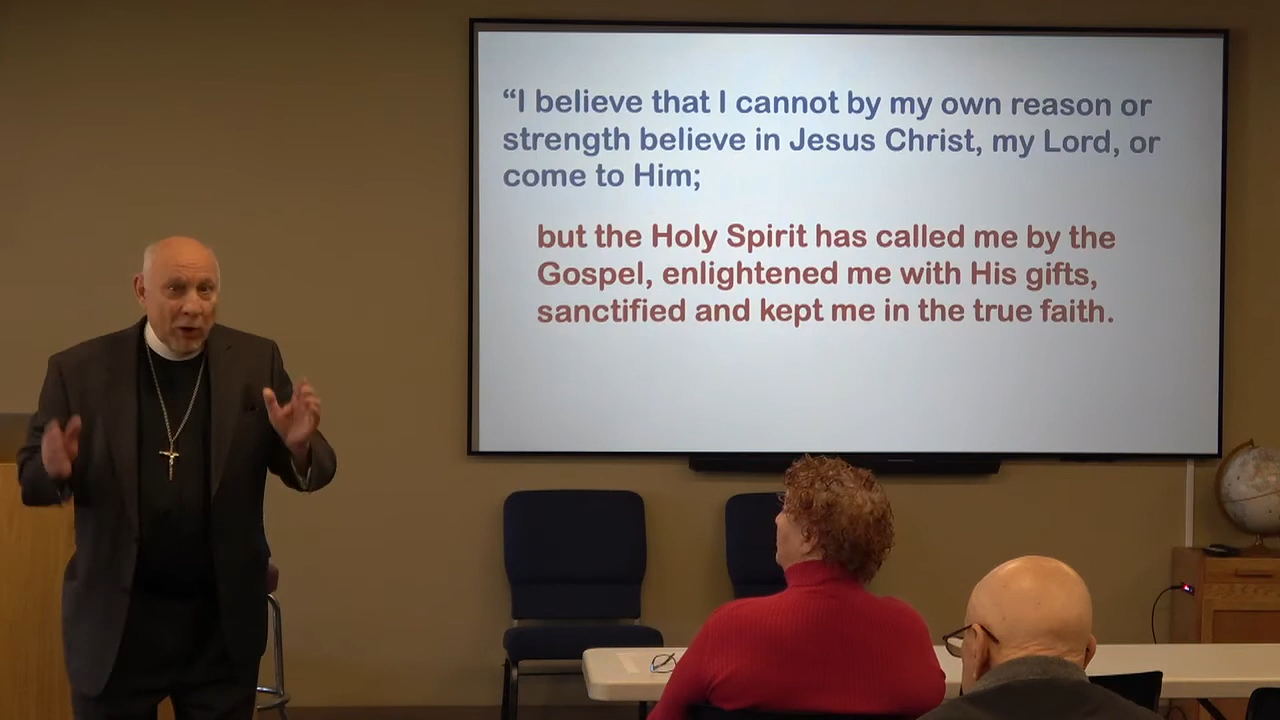 “I believe that I cannot by my own reason or
strength believe in Jesus Christ, my Lord, or
come to Him;
but the Holy Spirit has called me by the
Gospel, enlightened me with His gifts,
sanctified and kept me in the true faith.